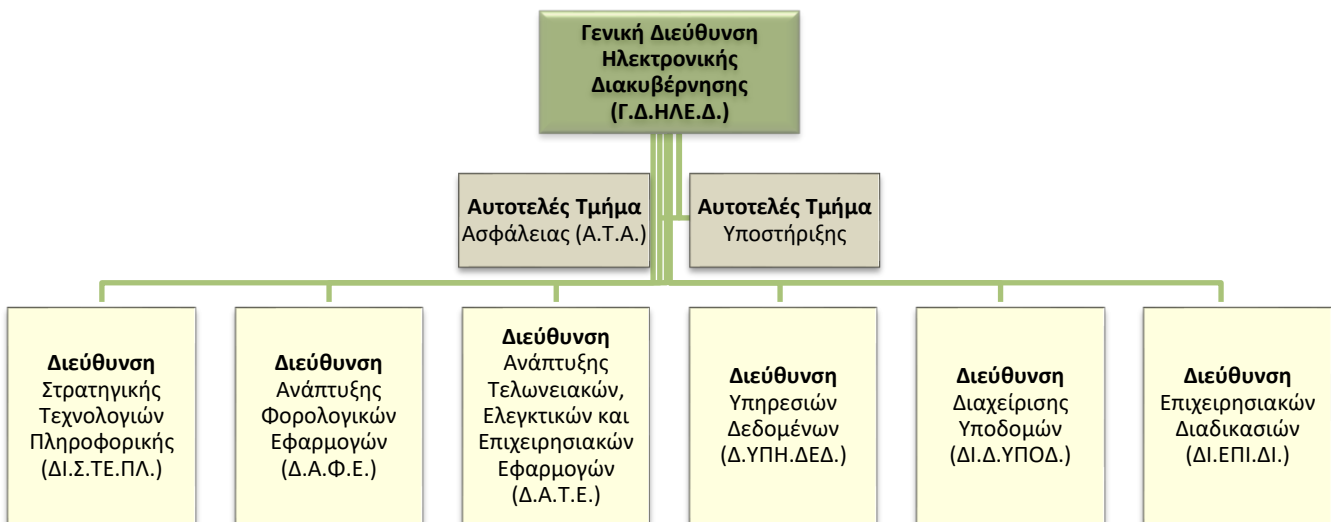 Γενική Διεύθυνση
Ηλεκτρονικής
Διακυβέρνησης
(Γ.Δ.ΗΛΕ.Δ.)
Αυτοτελές Τμήμα
Ασφάλειας (Α.Τ.Α.)
Αυτοτελές Τμήμα
Υποστήριξης
Διεύθυνση
Στρατηγικής
Τεχνολογιών
Πληροφορικής
(ΔΙ.Σ.ΤΕ.ΠΛ.)
Διεύθυνση
Ανάπτυξης
Φορολογικών
Εφαρμογών
(Δ.Α.Φ.Ε.)
Διεύθυνση
Ανάπτυξης
Τελωνειακών,
Ελεγκτικών και
Επιχειρησιακών
Εφαρμογών
(Δ.Α.Τ.Ε.)
Διεύθυνση
Υπηρεσιών
Δεδομένων
(Δ.ΥΠΗ.ΔΕΔ.)
Διεύθυνση
Διαχείρισης
Υποδομών
(ΔΙ.Δ.ΥΠΟΔ.)
Διεύθυνση
Επιχειρησιακών
Διαδικασιών
(ΔΙ.ΕΠΙ.ΔΙ.)